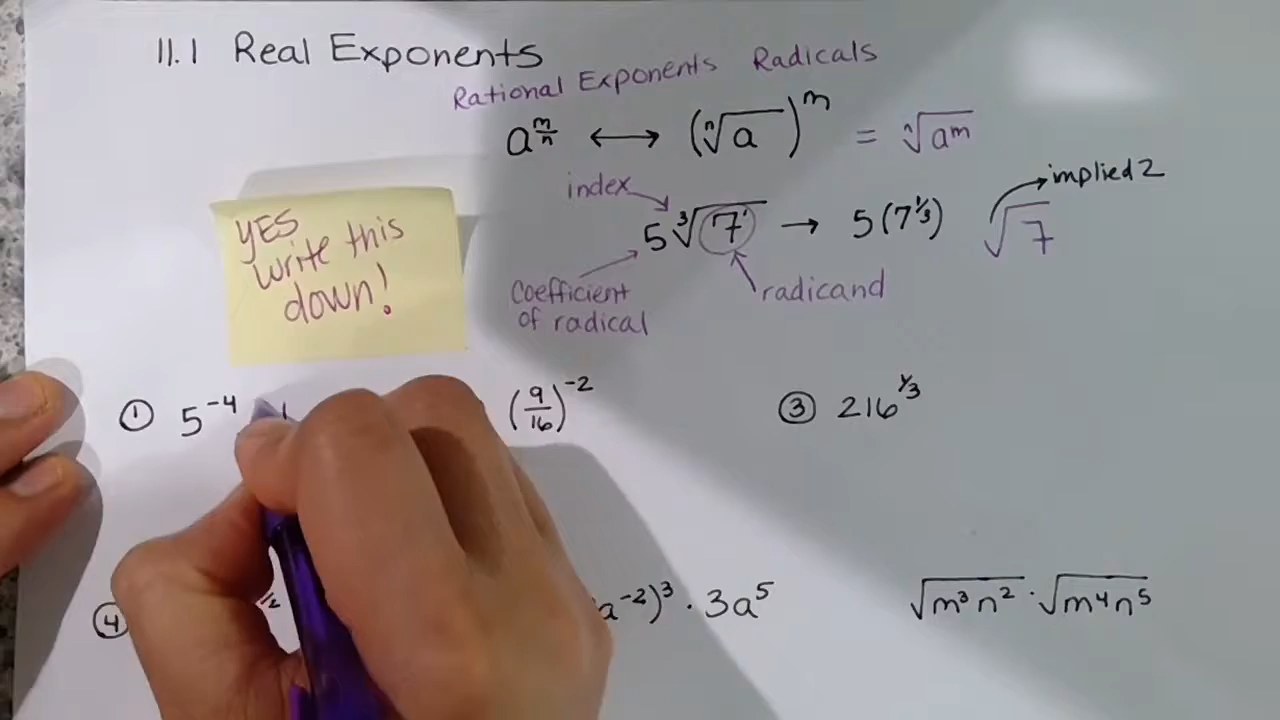 11.1 Real Exponents
Rational Exponents Radicals
a^(m/n) ↔ (ⁿ√a)^m = ⁿ√(a^m)
index
implied 2
5 ³√7¹ → 5(7^(1/3)) √7
coefficient of radical
radicand
YES
write this
down!
① 5^(-4)
(9/16)^(-2)
③ 216^(1/3)
④
a^(-2))^3 · 3a^5
√(m³n²) · √(m⁴n⁵)